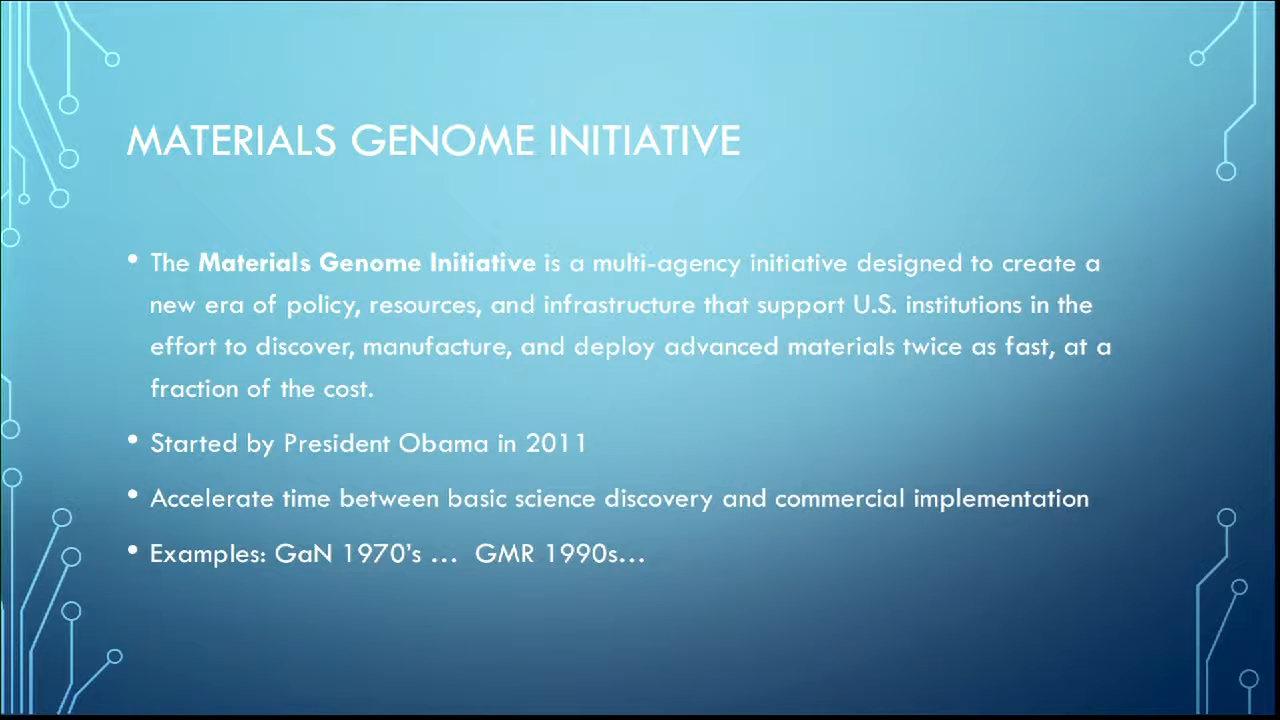 MATERIALS GENOME INITIATIVE
• The Materials Genome Initiative is a multi-agency initiative designed to create a
new era of policy, resources, and infrastructure that support U.S. institutions in the
effort to discover, manufacture, and deploy advanced materials twice as fast, at a
fraction of the cost.
• Started by President Obama in 2011
• Accelerate time between basic science discovery and commercial implementation
• Examples: GaN 1970's … GMR 1990s…